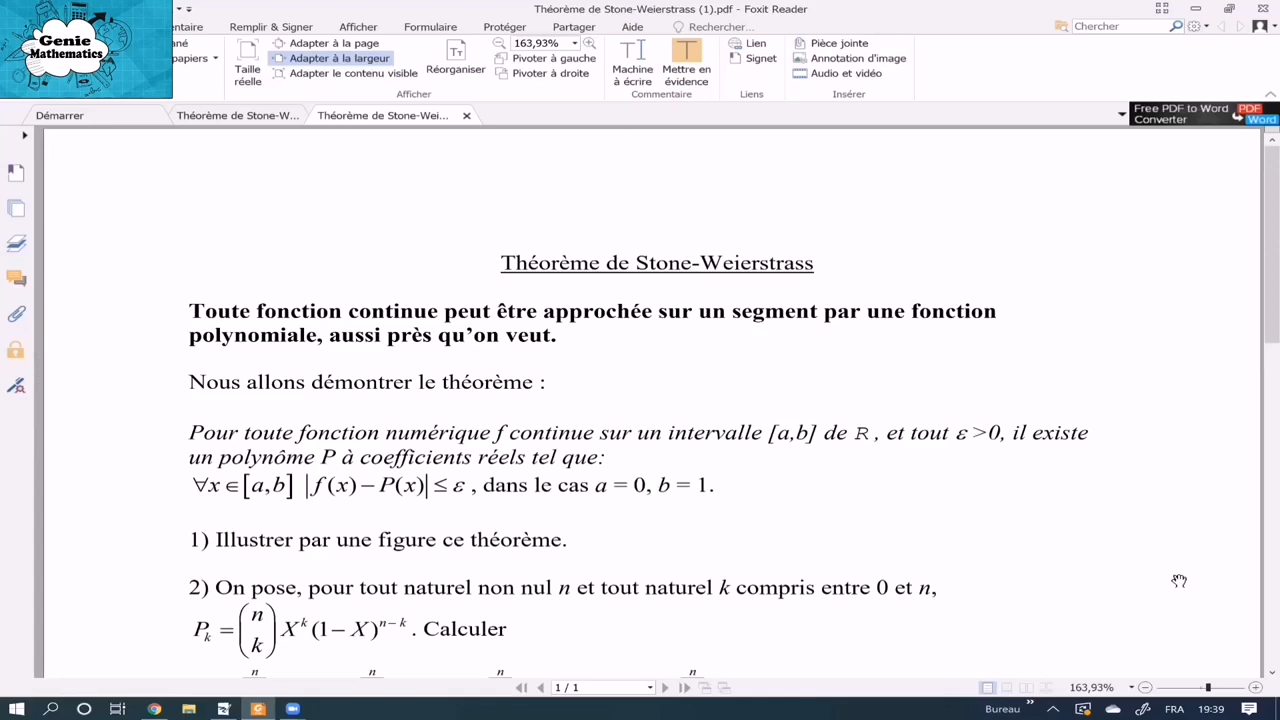 Théorème de Stone-Weierstrass (1).pdf - Foxit Reader
Genie
Mathematics
entaire Remplir & Signer Afficher Formulaire Protéger Partager Aide Rechercher... Chercher
ané
papiers
Taille
réelle
Adapter à la page
Adapter à la largeur
Adapter le contenu visible
Réorganiser
163,93%
Pivoter à gauche
Pivoter à droite
Afficher
Machine
à écrire
Mettre en
évidence
Commentaire
Lien
Signet
Liens
Pièce jointe
Annotation d'image
Audio et vidéo
Insérer
Démarrer Théorème de Stone-W... Théorème de Stone-Wei...
Free PDF to Word
Converter
PDF
Word
Théorème de Stone-Weierstrass
Toute fonction continue peut être approchée sur un segment par une fonction
polynomiale, aussi près qu'on veut.
Nous allons démontrer le théorème :
Pour toute fonction numérique f continue sur un intervalle [a,b] de R , et tout ε >0, il existe
un polynôme P à coefficients réels tel que:
∀x ∈ [a,b] |f(x) − P(x)| ≤ ε , dans le cas a = 0, b = 1.
1) Illustrer par une figure ce théorème.
2) On pose, pour tout naturel non nul n et tout naturel k compris entre 0 et n,
P_k = (n k) X^k (1 − X)^{n−k} . Calculer
n n n n
1 / 1 163,93%
Bureau » FRA 19:39